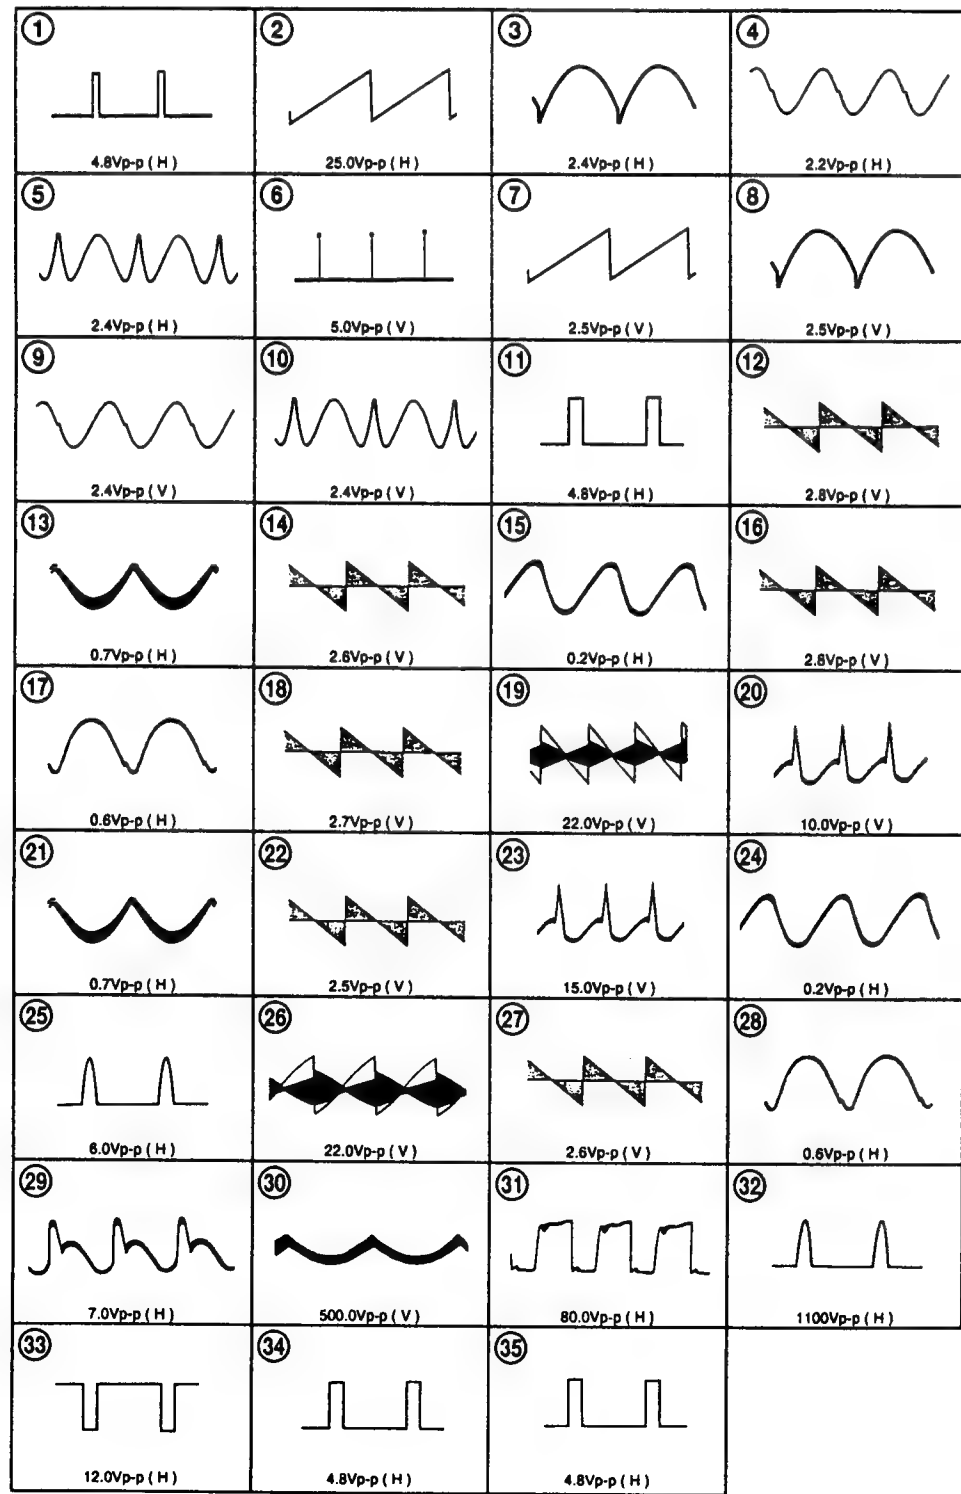 1 2 3 4
4.8Vp-p ( H ) 25.0Vp-p ( H ) 2.4Vp-p ( H ) 2.2Vp-p ( H )
5 6 7 8
2.4Vp-p ( H ) 5.0Vp-p ( V ) 2.5Vp-p ( V ) 2.5Vp-p ( V )
9 10 11 12
2.4Vp-p ( V ) 2.4Vp-p ( V ) 4.8Vp-p ( H ) 2.8Vp-p ( V )
13 14 15 16
0.7Vp-p ( H ) 2.6Vp-p ( V ) 0.2Vp-p ( H ) 2.8Vp-p ( V )
17 18 19 20
0.6Vp-p ( H ) 2.7Vp-p ( V ) 22.0Vp-p ( V ) 10.0Vp-p ( V )
21 22 23 24
0.7Vp-p ( H ) 2.5Vp-p ( V ) 15.0Vp-p ( V ) 0.2Vp-p ( H )
25 26 27 28
6.0Vp-p ( H ) 22.0Vp-p ( V ) 2.6Vp-p ( V ) 0.6Vp-p ( H )
29 30 31 32
7.0Vp-p ( H ) 500.0Vp-p ( V ) 80.0Vp-p ( H ) 1100Vp-p ( H )
33 34 35
12.0Vp-p ( H ) 4.8Vp-p ( H ) 4.8Vp-p ( H )